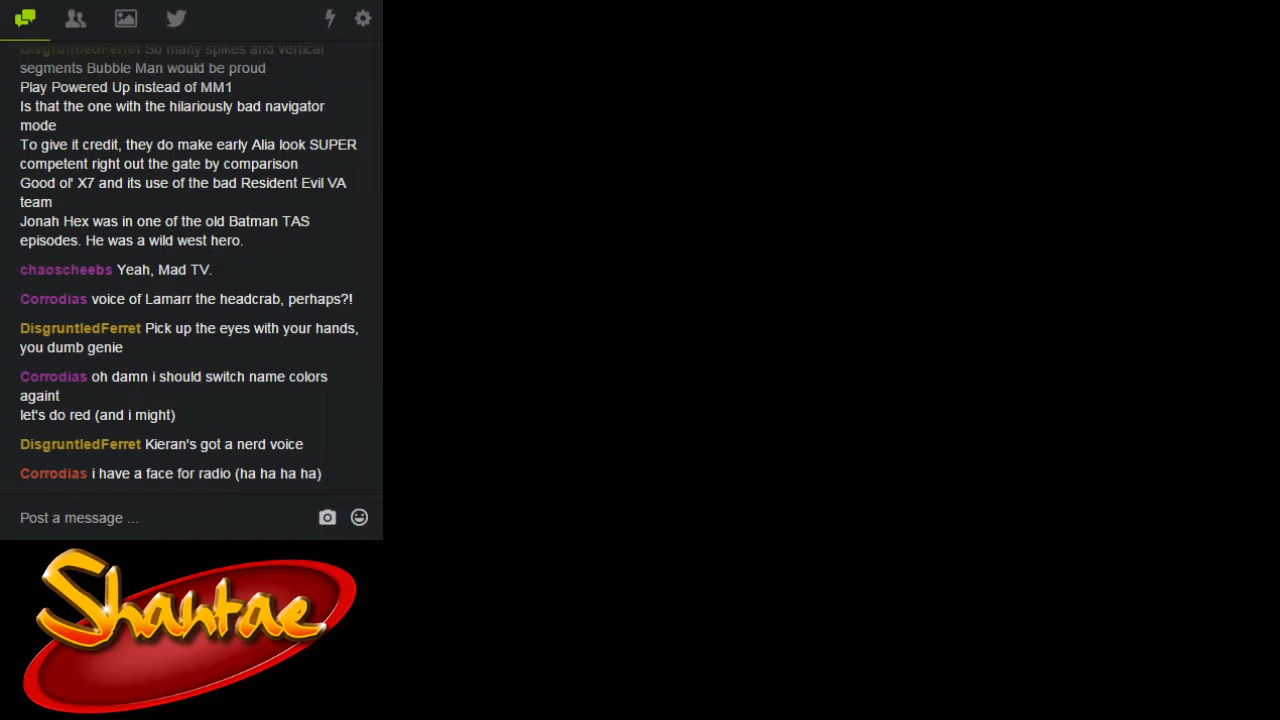 DisgruntledFerret So many spikes and vertical
segments Bubble Man would be proud
Play Powered Up instead of MM1
Is that the one with the hilariously bad navigator
mode
To give it credit, they do make early Alia look SUPER
competent right out the gate by comparison
Good ol' X7 and its use of the bad Resident Evil VA
team
Jonah Hex was in one of the old Batman TAS
episodes. He was a wild west hero.
chaoscheebs Yeah, Mad TV.
Corrodias voice of Lamarr the headcrab, perhaps?!
DisgruntledFerret Pick up the eyes with your hands,
you dumb genie
Corrodias oh damn i should switch name colors
againt
let's do red (and i might)
DisgruntledFerret Kieran's got a nerd voice
Corrodias i have a face for radio (ha ha ha ha)
Post a message ...
Shantae